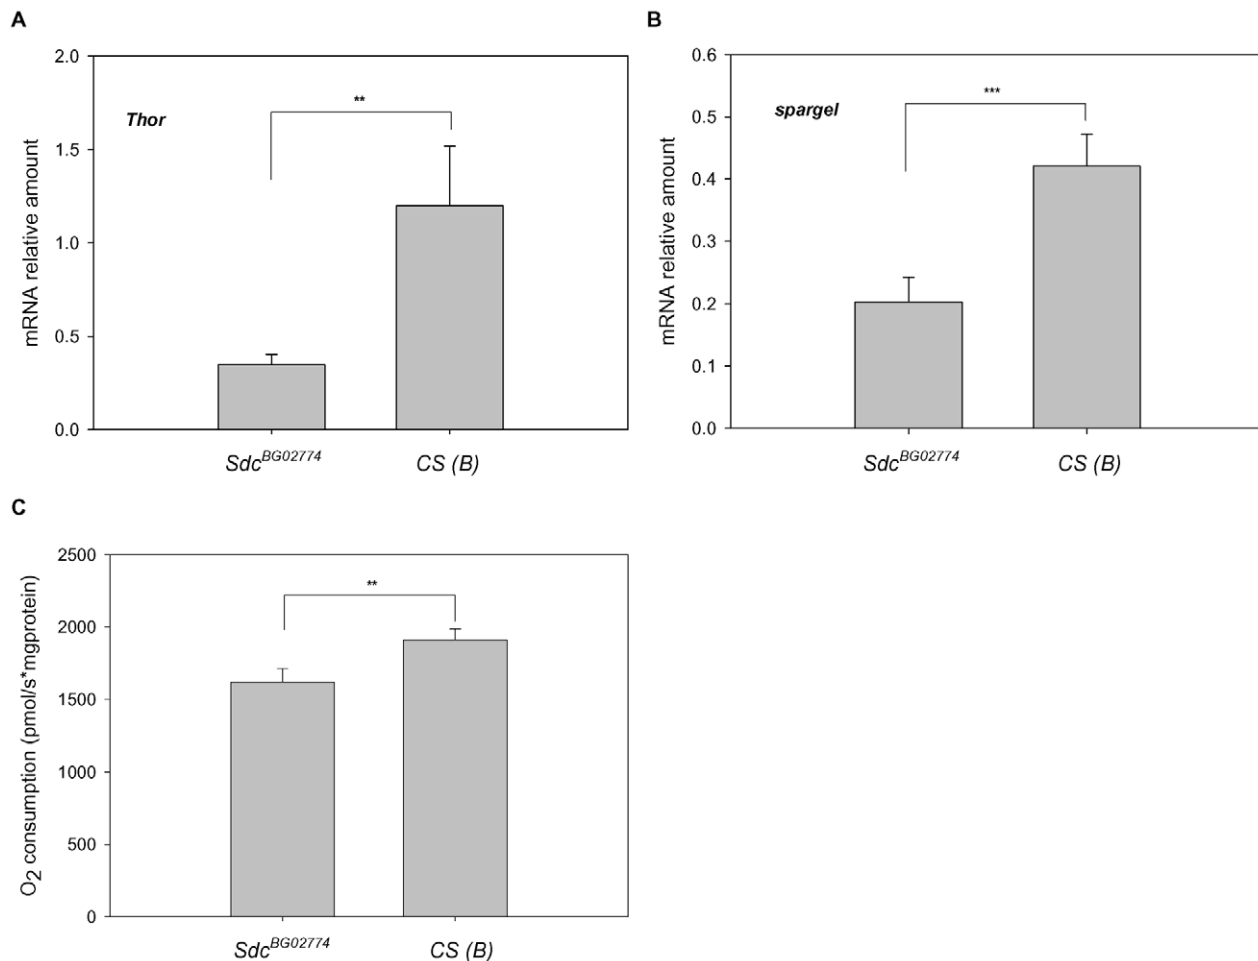 A
2.0
1.5
1.0
0.5
0.0
mRNA relative amount
Thor
**
Sdc^BG02774
CS (B)
B
0.6
0.5
0.4
0.3
0.2
0.1
0.0
mRNA relative amount
spargel
***
Sdc^BG02774
CS (B)
C
2500
2000
1500
1000
500
0
O2 consumption (pmol/s*mgprotein)
**
Sdc^BG02774
CS (B)